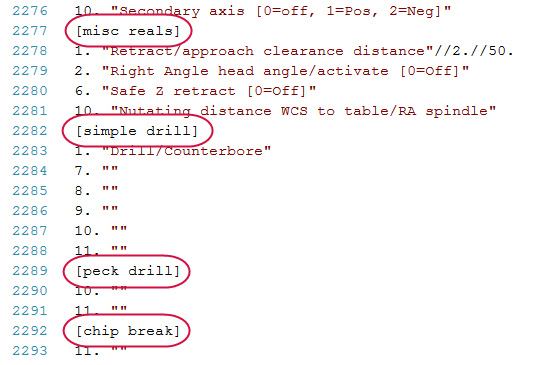 2276 10. "Secondary axis [0=off, 1=Pos, 2=Neg]"
2277 [misc reals]
2278 1. "Retract/approach clearance distance"//2.//50.
2279 2. "Right Angle head angle/activate [0=Off]"
2280 6. "Safe Z retract [0=Off]"
2281 10. "Nutating distance WCS to table/RA spindle"
2282 [simple drill]
2283 1. "Drill/Counterbore"
2284 7. ""
2285 8. ""
2286 9. ""
2287 10. ""
2288 11. ""
2289 [peck drill]
2290 10. ""
2291 11. ""
2292 [chip break]
2293 11. ""